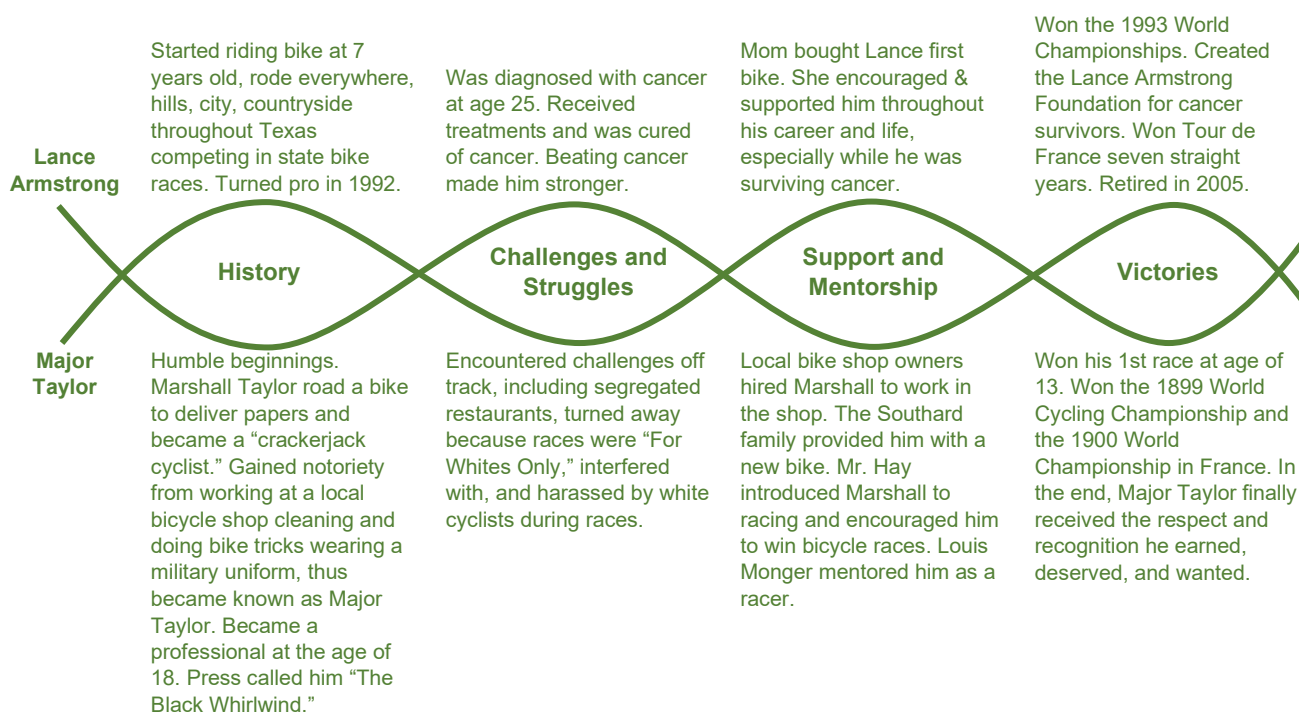 Lance
Armstrong
Started riding bike at 7
years old, rode everywhere,
hills, city, countryside
throughout Texas
competing in state bike
races. Turned pro in 1992.
Was diagnosed with cancer
at age 25. Received
treatments and was cured
of cancer. Beating cancer
made him stronger.
Mom bought Lance first
bike. She encouraged &
supported him throughout
his career and life,
especially while he was
surviving cancer.
Won the 1993 World
Championships. Created
the Lance Armstrong
Foundation for cancer
survivors. Won Tour de
France seven straight
years. Retired in 2005.
History
Challenges and
Struggles
Support and
Mentorship
Victories
Major
Taylor
Humble beginnings.
Marshall Taylor road a bike
to deliver papers and
became a “crackerjack
cyclist.” Gained notoriety
from working at a local
bicycle shop cleaning and
doing bike tricks wearing a
military uniform, thus
became known as Major
Taylor. Became a
professional at the age of
18. Press called him “The
Black Whirlwind.”
Encountered challenges off
track, including segregated
restaurants, turned away
because races were “For
Whites Only,” interfered
with, and harassed by white
cyclists during races.
Local bike shop owners
hired Marshall to work in
the shop. The Southard
family provided him with a
new bike. Mr. Hay
introduced Marshall to
racing and encouraged him
to win bicycle races. Louis
Monger mentored him as a
racer.
Won his 1st race at age of
13. Won the 1899 World
Cycling Championship and
the 1900 World
Championship in France. In
the end, Major Taylor finally
received the respect and
recognition he earned,
deserved, and wanted.